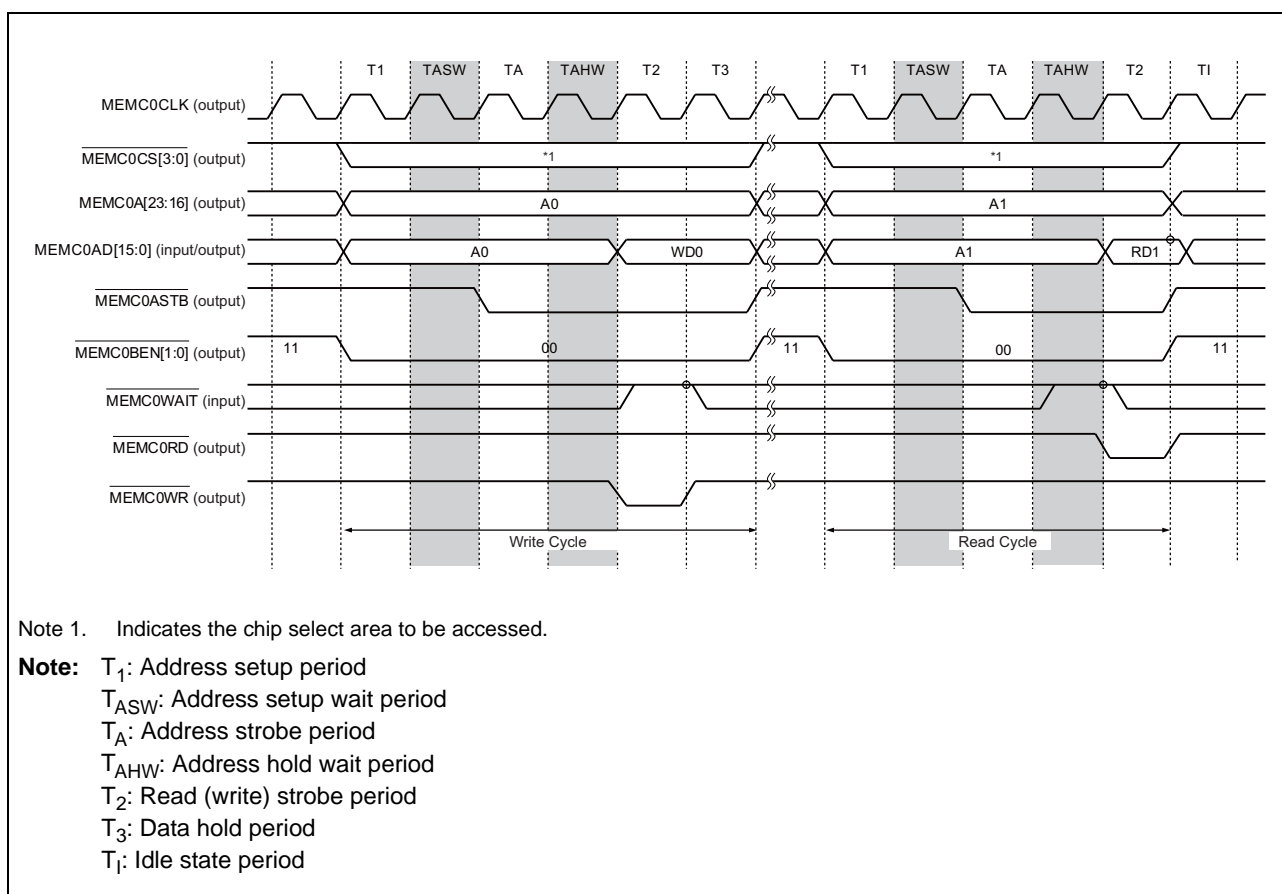 T1 TASW TA TAHW T2 T3 T1 TASW TA TAHW T2 TI
MEMC0CLK (output)
MEMC0CS[3:0] (output) *1 *1
MEMC0A[23:16] (output) A0 A1
MEMC0AD[15:0] (input/output) A0 WD0 A1 RD1
MEMC0ASTB (output)
MEMC0BEN[1:0] (output) 11 00 11 00 11
MEMC0WAIT (input)
MEMC0RD (output)
MEMC0WR (output)
Write Cycle Read Cycle
Note 1. Indicates the chip select area to be accessed.
Note: T1: Address setup period
TASW: Address setup wait period
TA: Address strobe period
TAHW: Address hold wait period
T2: Read (write) strobe period
T3: Data hold period
TI: Idle state period